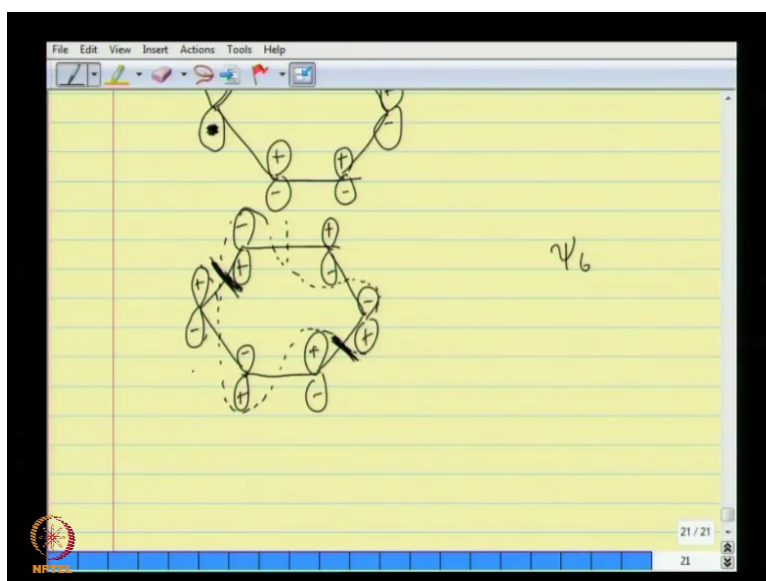 File Edit View Insert Actions Tools Help
+
-
+ +
- -
- +
+ -
+ -
- +
- +
+ -
ψ6
21 / 21
21
NPTEL